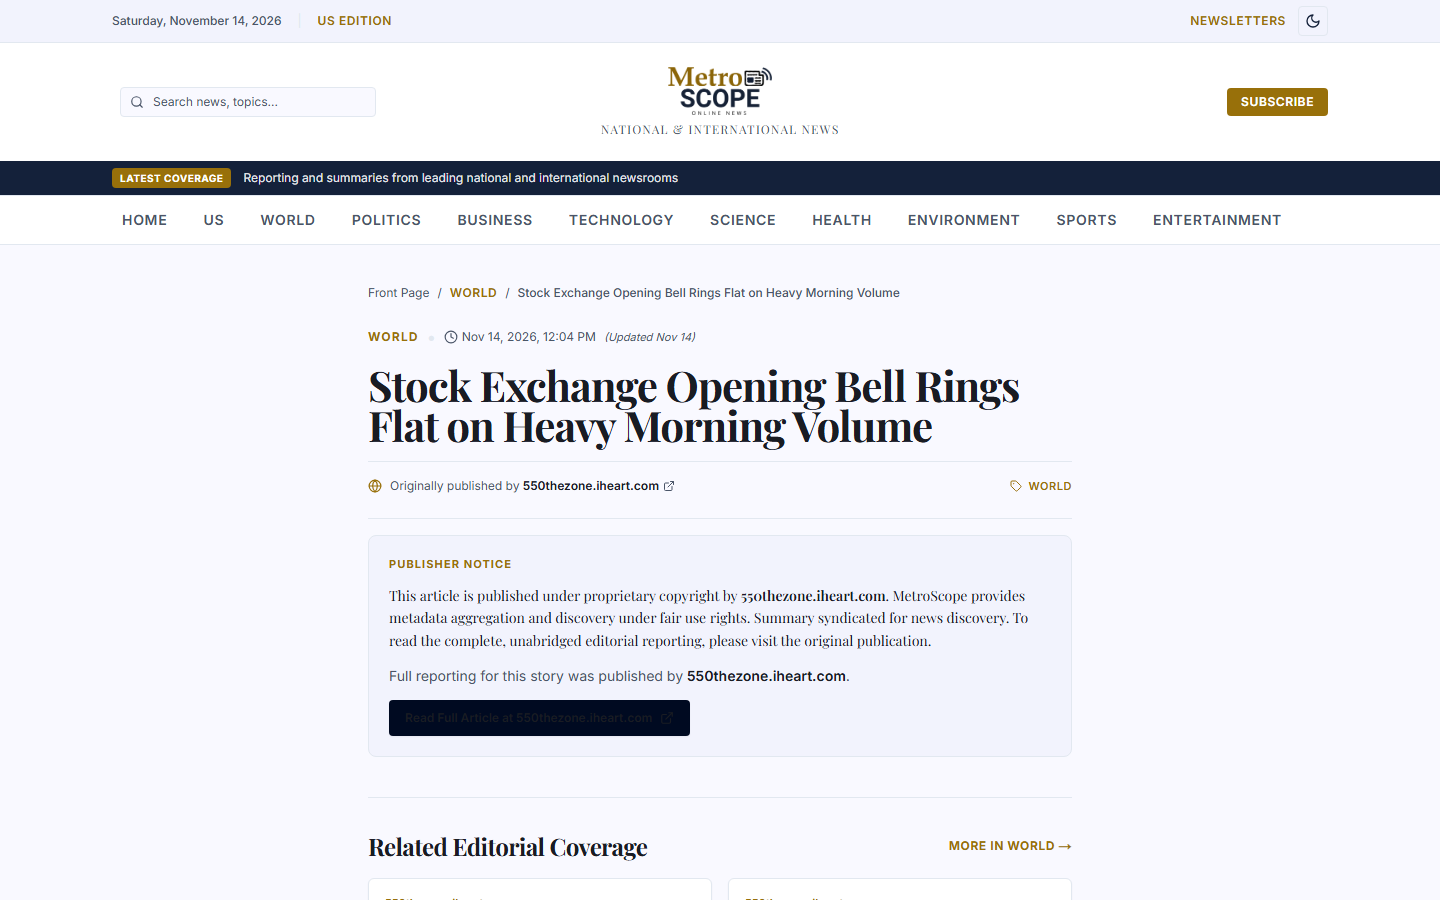 Saturday, November 14, 2026
US EDITION
NEWSLETTERS
Search news, topics...
Metro
SCOPE
ONLINE NEWS
NATIONAL & INTERNATIONAL NEWS
SUBSCRIBE
LATEST COVERAGE
Reporting and summaries from leading national and international newsrooms
HOME
US
WORLD
POLITICS
BUSINESS
TECHNOLOGY
SCIENCE
HEALTH
ENVIRONMENT
SPORTS
ENTERTAINMENT
Front Page / WORLD / Stock Exchange Opening Bell Rings Flat on Heavy Morning Volume
WORLD
Nov 14, 2026, 12:04 PM (Updated Nov 14)
Stock Exchange Opening Bell Rings
Flat on Heavy Morning Volume
Originally published by 550thezone.iheart.com
WORLD
PUBLISHER NOTICE
This article is published under proprietary copyright by 550thezone.iheart.com. MetroScope provides
metadata aggregation and discovery under fair use rights. Summary syndicated for news discovery. To
read the complete, unabridged editorial reporting, please visit the original publication.
Full reporting for this story was published by 550thezone.iheart.com.
Read Full Article at 550thezone.iheart.com
Related Editorial Coverage
MORE IN WORLD →